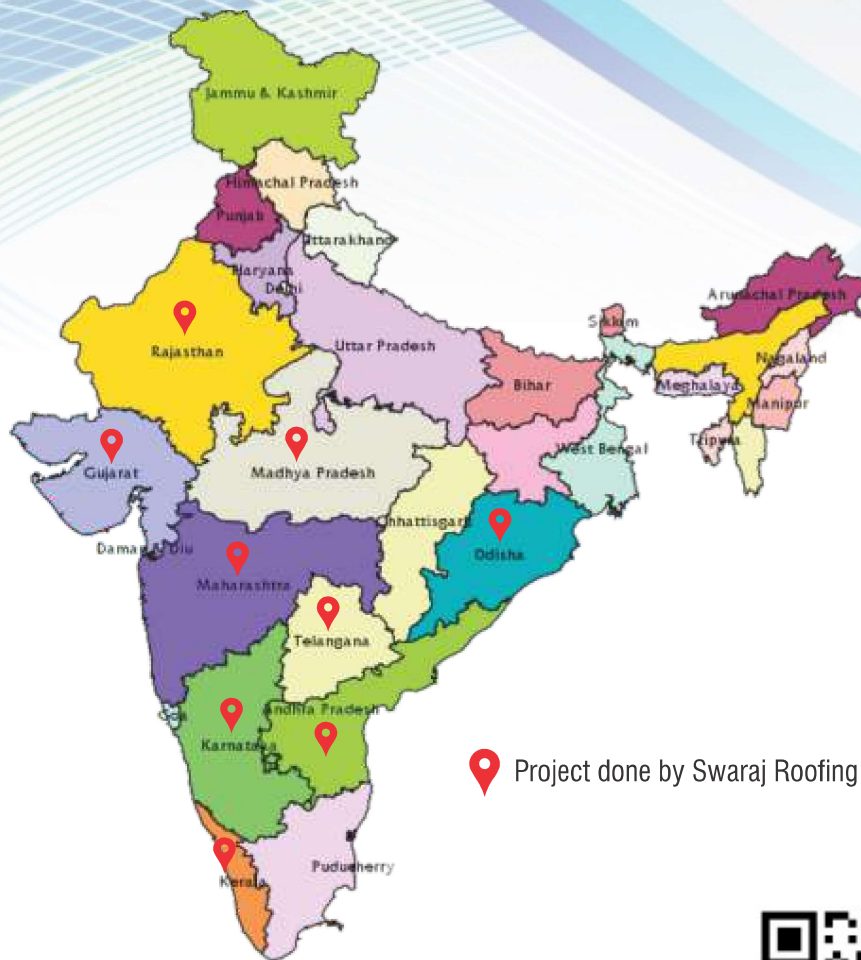 Jammu & Kashmir
Himachal Pradesh
Punjab
Uttarakhand
Haryana
Delhi
Arunachal Pradesh
Sikkim
Rajasthan
Uttar Pradesh
Nagaland
Bihar
Meghalaya
Manipur
Tripura
West Bengal
Gujarat
Madhya Pradesh
Chhattisgarh
Daman & Diu
Odisha
Maharashtra
Telangana
Goa
Andhra Pradesh
Karnataka
Project done by Swaraj Roofing
Puducherry
Kerala